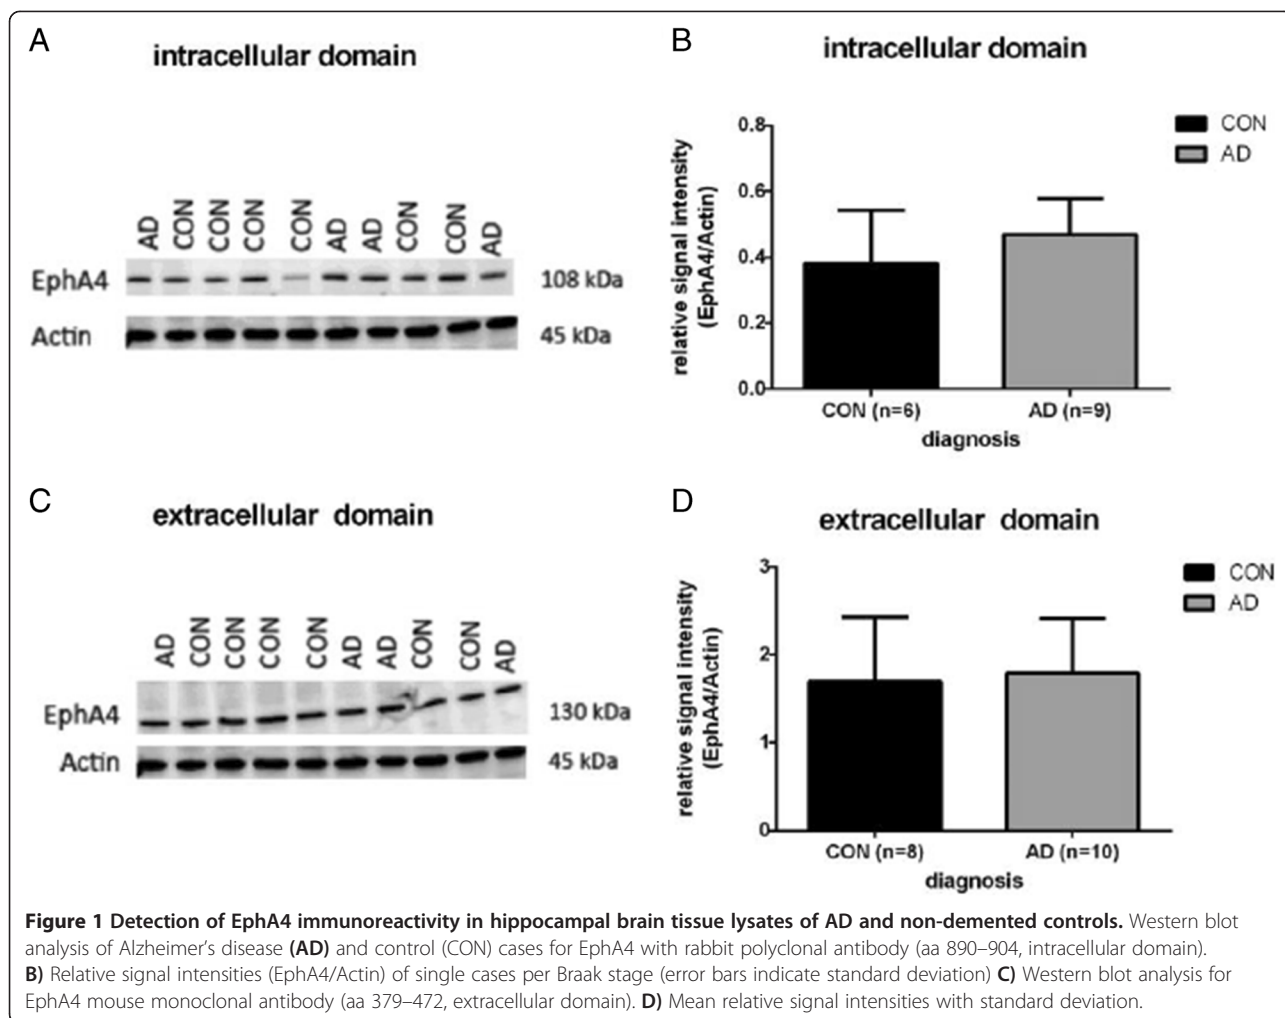 A
intracellular domain
AD CON CON CON CON AD AD CON CON AD
EphA4 108 kDa
Actin 45 kDa
B
intracellular domain
CON
AD
relative signal intensity
(EphA4/Actin)
0.8
0.6
0.4
0.2
0.0
CON (n=6) AD (n=9)
diagnosis
C
extracellular domain
AD CON CON CON CON AD AD CON CON AD
EphA4 130 kDa
Actin 45 kDa
D
extracellular domain
CON
AD
relative signal intensity
(EphA4/Actin)
3
2
1
0
CON (n=8) AD (n=10)
diagnosis
Figure 1 Detection of EphA4 immunoreactivity in hippocampal brain tissue lysates of AD and non-demented controls. Western blot
analysis of Alzheimer's disease (AD) and control (CON) cases for EphA4 with rabbit polyclonal antibody (aa 890–904, intracellular domain).
B) Relative signal intensities (EphA4/Actin) of single cases per Braak stage (error bars indicate standard deviation) C) Western blot analysis for
EphA4 mouse monoclonal antibody (aa 379–472, extracellular domain). D) Mean relative signal intensities with standard deviation.